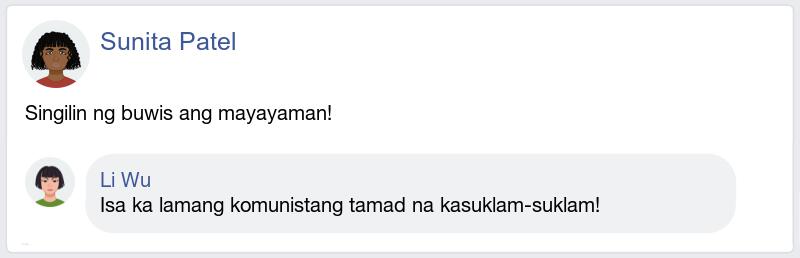 Sunita Patel
Singilin ng buwis ang mayayaman!
Li Wu
Isa ka lamang komunistang tamad na kasuklam-suklam!